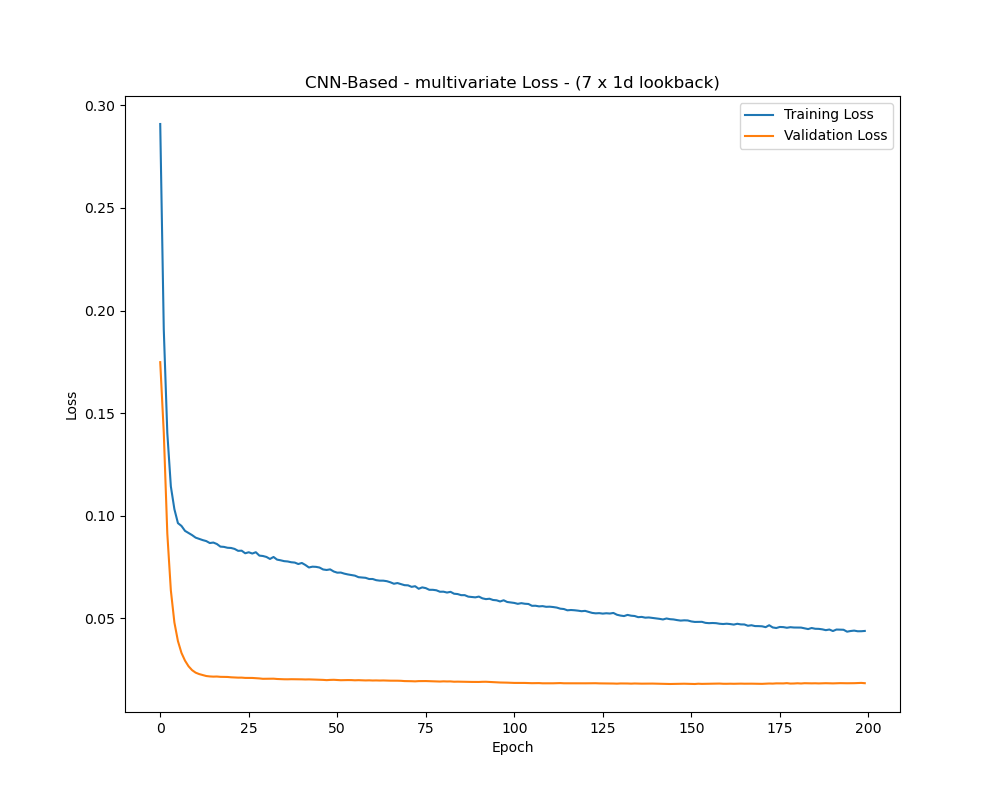 CNN-Based - multivariate Loss - (7 x 1d lookback)
Training Loss
Validation Loss
0.30
0.25
0.20
0.15
0.10
0.05
Loss
0 25 50 75 100 125 150 175 200
Epoch